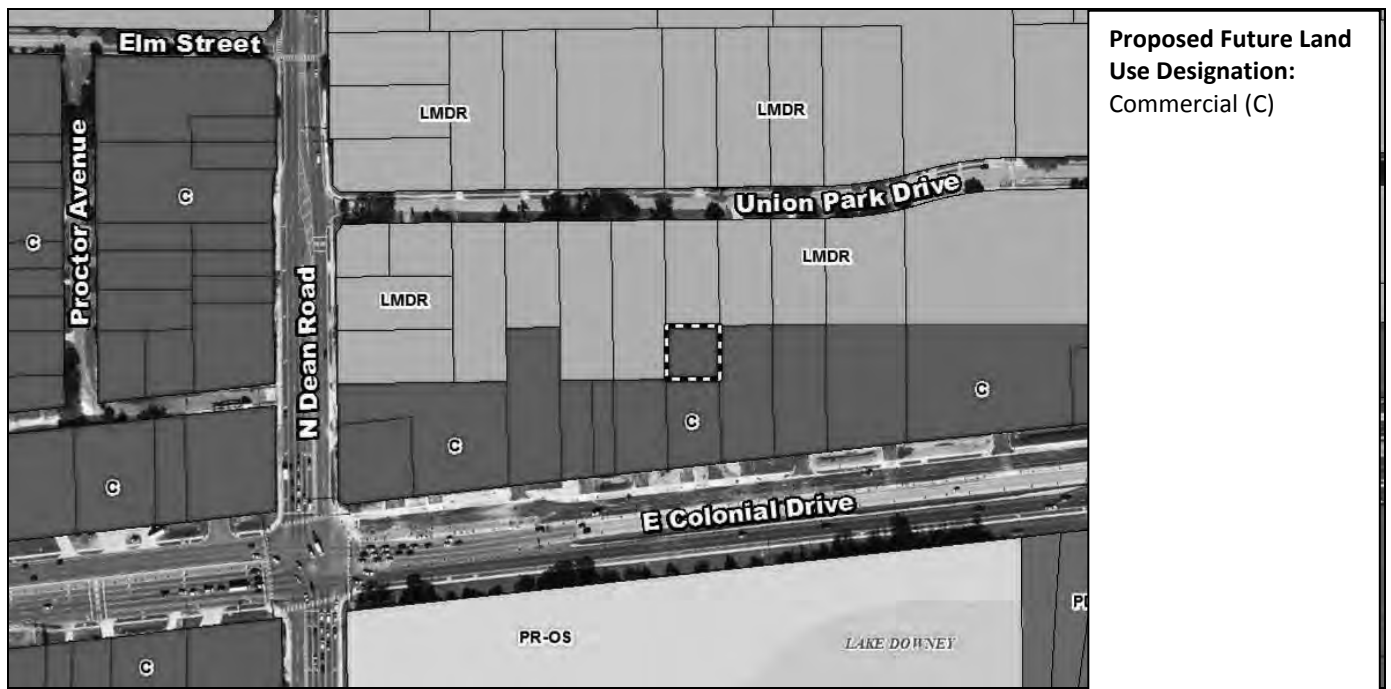 Elm Street
Proposed Future Land
Use Designation:
Commercial (C)
LMDR
LMDR
Proctor Avenue
C
Union Park Drive
C
LMDR
N Dean Road
LMDR
C
C
C
C
E Colonial Drive
PR-OS
LAKE DOWNEY
C